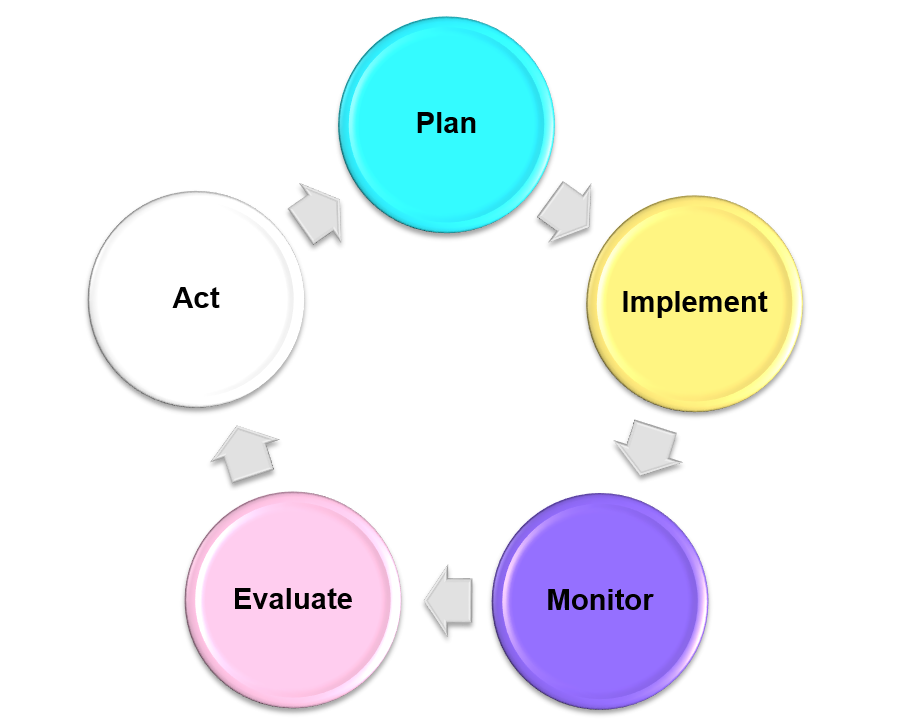 Plan
Implement
Monitor
Evaluate
Act